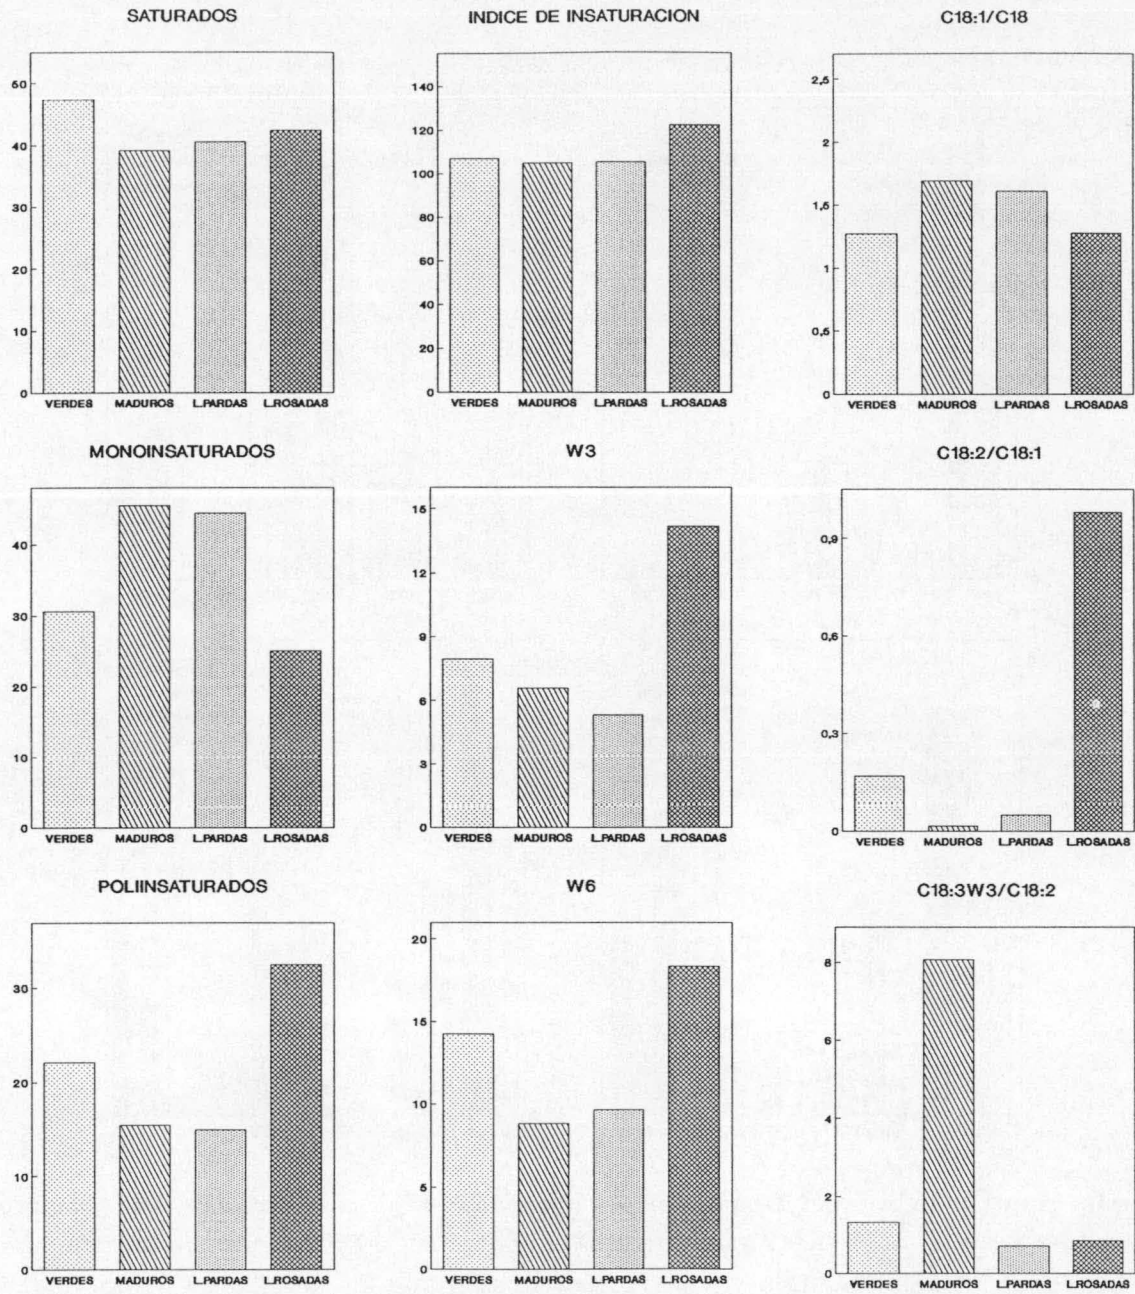 SATURADOS
60
50
40
30
20
10
0
VERDES MADUROS L.PARDAS L.ROSADAS
INDICE DE INSATURACION
140
120
100
80
60
40
20
0
VERDES MADUROS L.PARDAS L.ROSADAS
C18:1/C18
2,5
2
1,5
1
0,5
0
VERDES MADUROS L.PARDAS L.ROSADAS
MONOINSATURADOS
40
30
20
10
0
VERDES MADUROS L.PARDAS L.ROSADAS
W3
15
12
9
6
3
0
VERDES MADUROS L.PARDAS L.ROSADAS
C18:2/C18:1
0,9
0,6
0,3
0
VERDES MADUROS L.PARDAS L.ROSADAS
POLIINSATURADOS
30
20
10
0
VERDES MADUROS L.PARDAS L.ROSADAS
W6
20
15
10
5
0
VERDES MADUROS L.PARDAS L.ROSADAS
C18:3W3/C18:2
8
6
4
2
0
VERDES MADUROS L.PARDAS L.ROSADAS